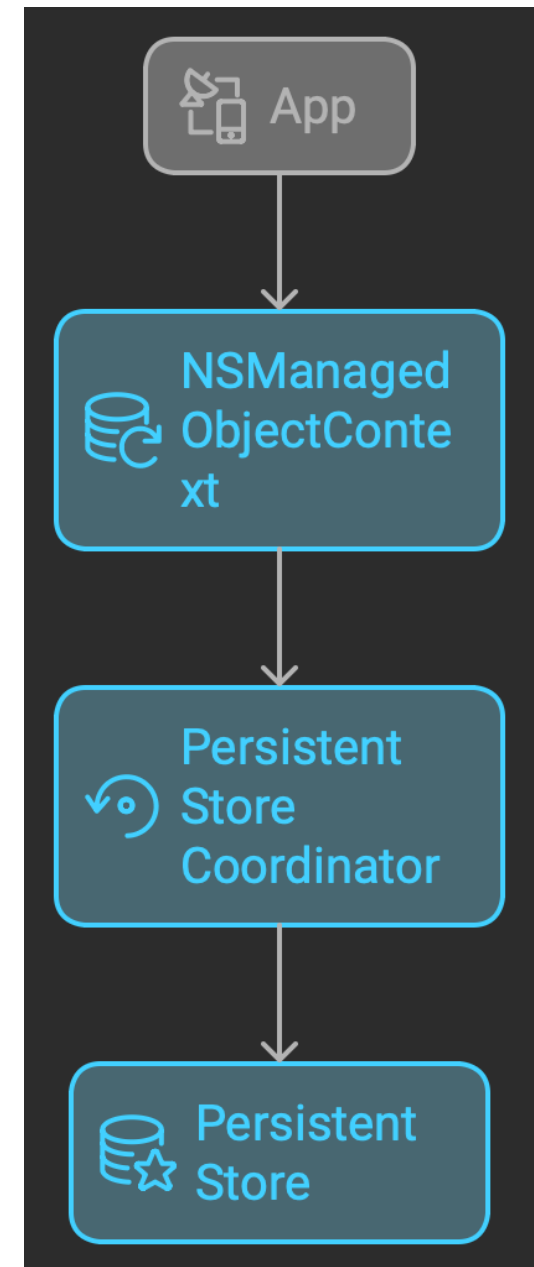 App
NSManaged
ObjectConte
xt
Persistent
Store
Coordinator
Persistent
Store